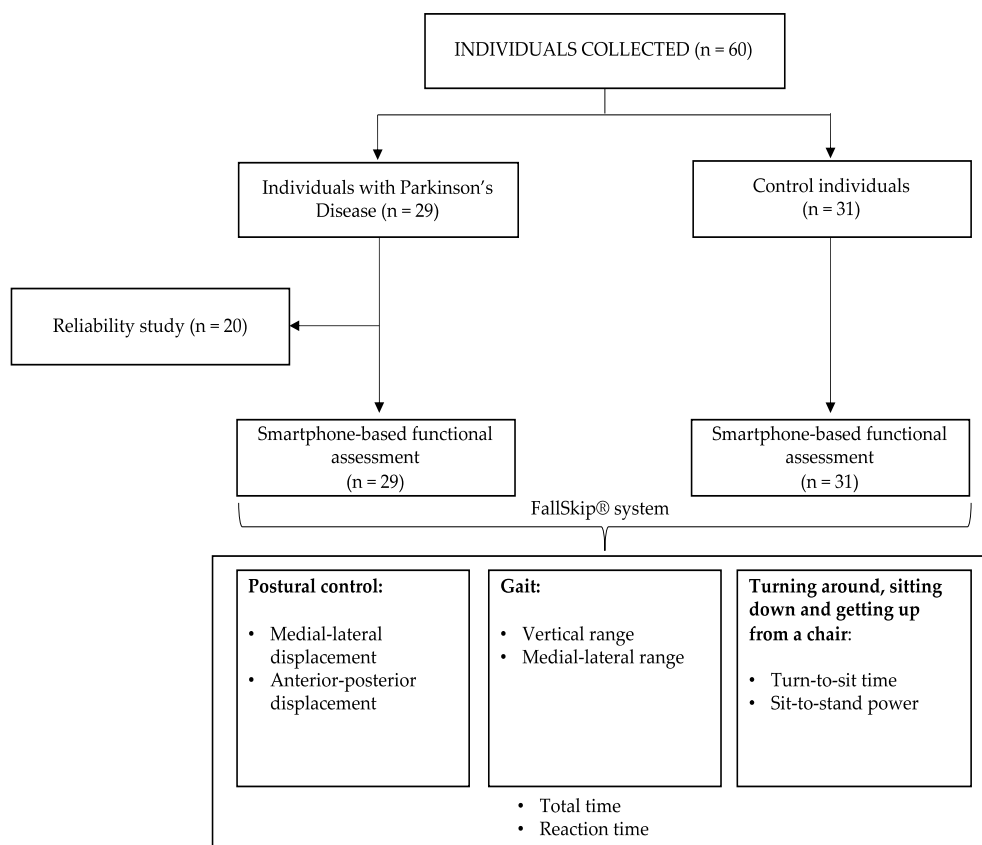 INDIVIDUALS COLLECTED (n = 60)
Individuals with Parkinson’s
Disease (n = 29)
Control individuals
(n = 31)
Reliability study (n = 20)
Smartphone-based functional
assessment
(n = 29)
Smartphone-based functional
assessment
(n = 31)
FallSkip® system
Postural control:
• Medial-lateral
displacement
• Anterior-posterior
displacement
Gait:
• Vertical range
• Medial-lateral range
Turning around, sitting
down and getting up
from a chair:
• Turn-to-sit time
• Sit-to-stand power
• Total time
• Reaction time